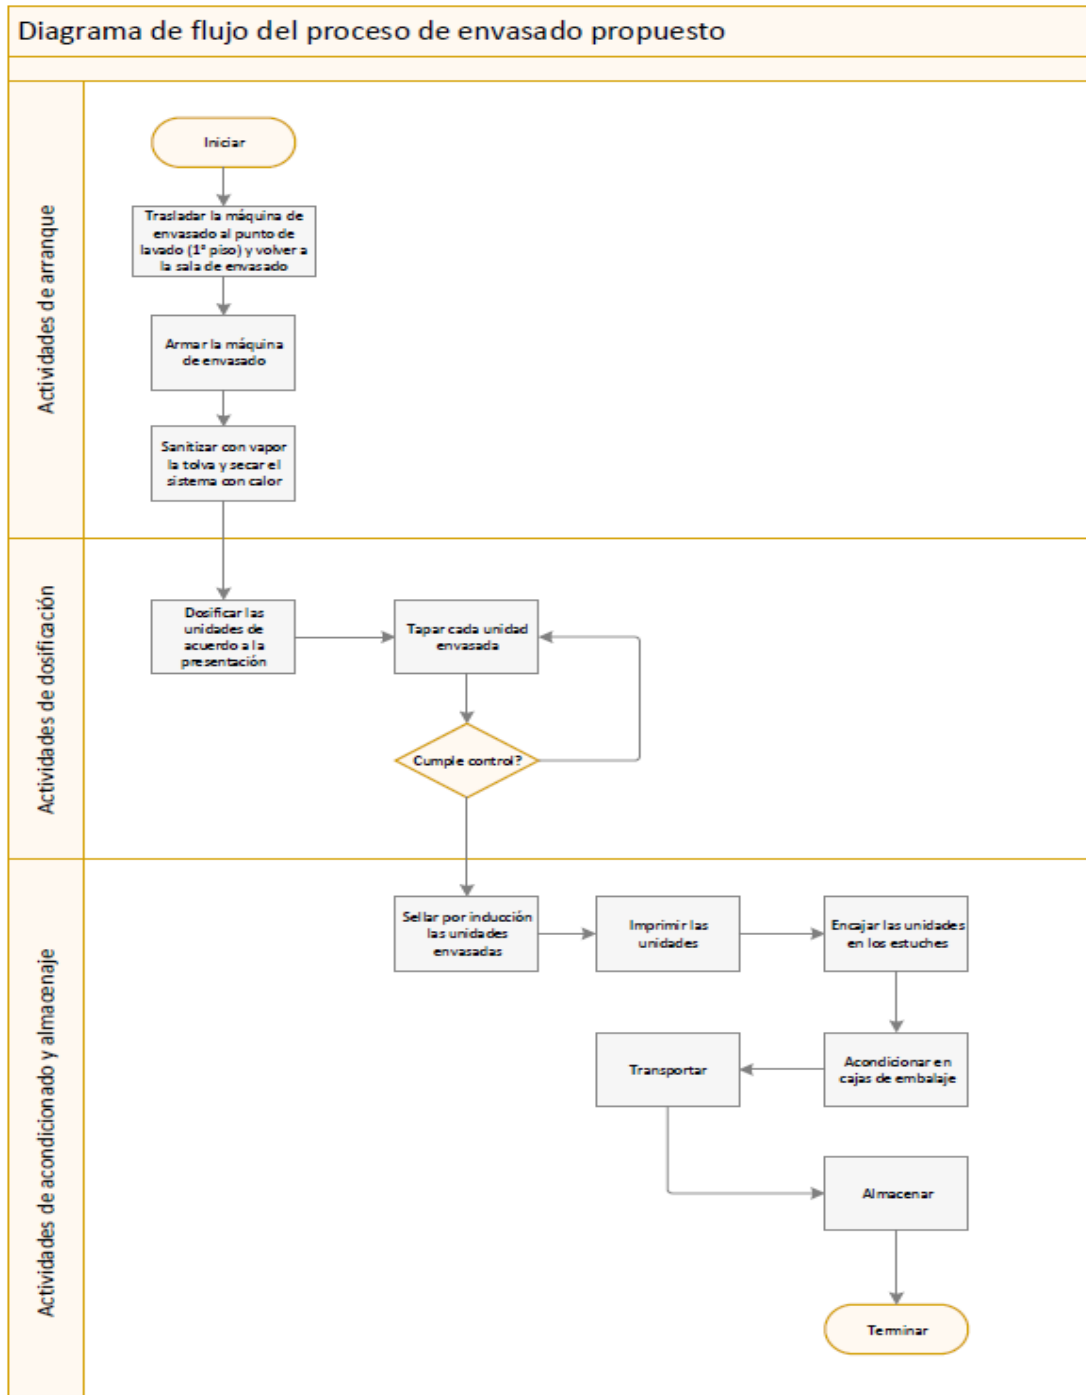 Diagrama de flujo del proceso de envasado propuesto
Actividades de arranque
Iniciar
Trasladar la máquina de
envasado al punto de
lavado (1º piso) y volver a
la sala de envasado
Armar la máquina
de envasado
Sanitizar con vapor
la tolva y secar el
sistema con calor
Actividades de dosificación
Dosificar las
unidades de
acuerdo a la
presentación
Tapar cada unidad
envasada
Cumple control?
Actividades de acondicionado y almacenaje
Sellar por inducción
las unidades
envasadas
Imprimir las
unidades
Encajar las unidades
en los estuches
Transportar
Acondicionar en
cajas de embalaje
Almacenar
Terminar